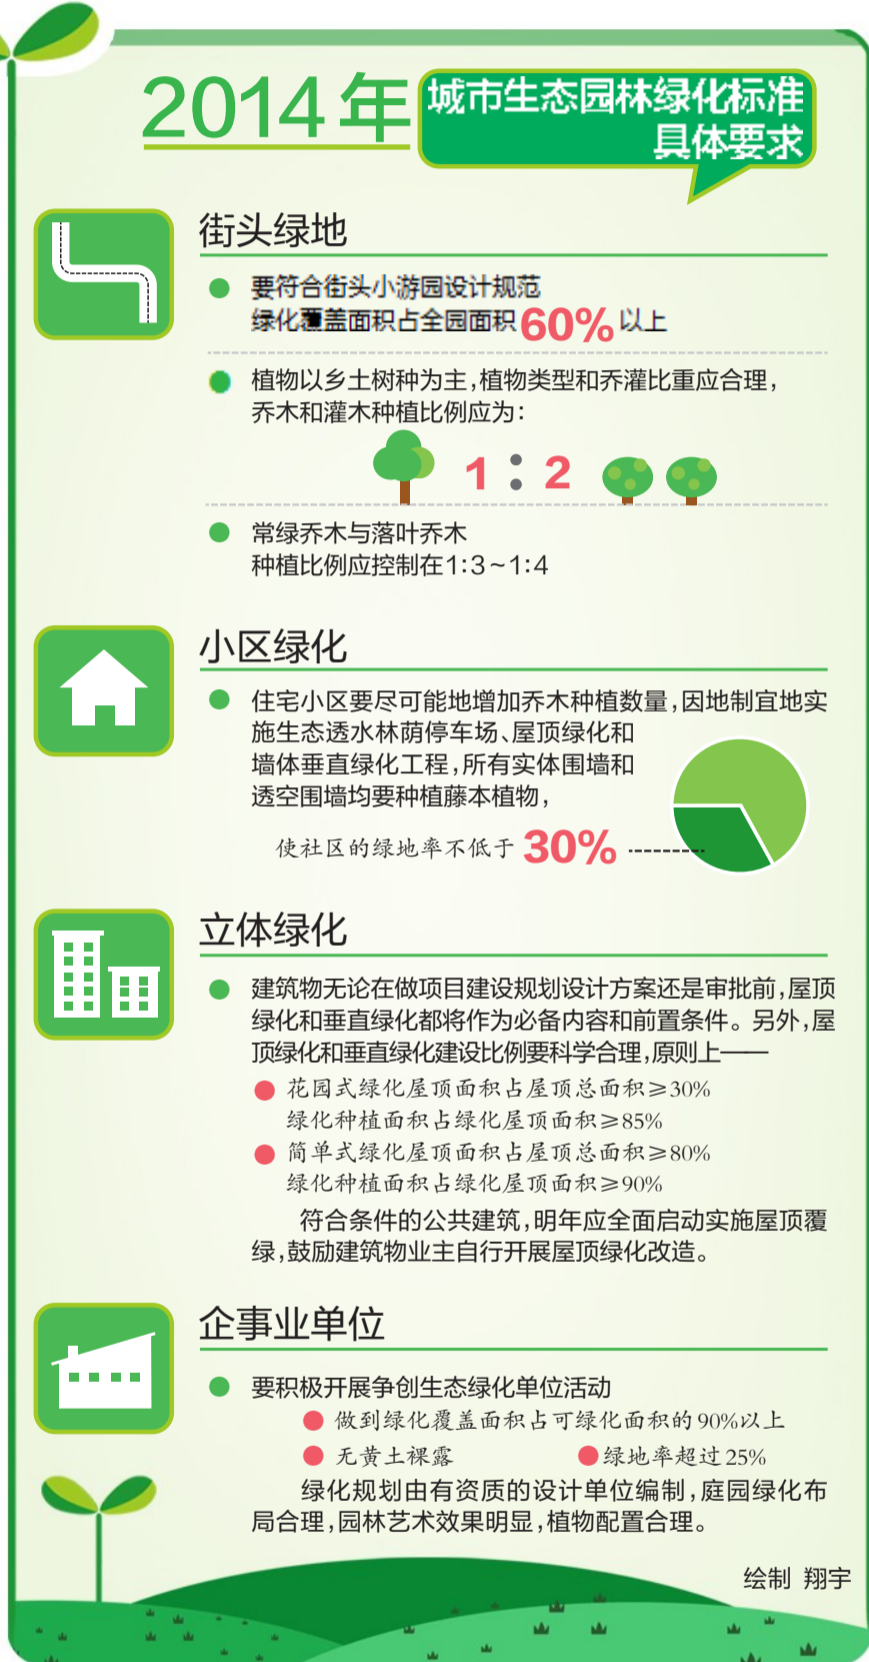 2014年
城市生态园林绿化标准
具体要求
街头绿地
要符合街头小游园设计规范
绿化覆盖面积占全园面积60%以上
植物以乡土树种为主,植物类型和乔灌比重应合理,
乔木和灌木种植比例应为:
1:2
常绿乔木与落叶乔木
种植比例应控制在1:3~1:4
小区绿化
住宅小区要尽可能地增加乔木种植数量,因地制宜地实
施生态透水林荫停车场、屋顶绿化和
墙体垂直绿化工程,所有实体围墙和
透空围墙均要种植藤本植物,
使社区的绿地率不低于30%
立体绿化
建筑物无论在做项目建设规划设计方案还是审批前,屋顶
绿化和垂直绿化都将作为必备内容和前置条件。另外,屋
顶绿化和垂直绿化建设比例要科学合理,原则上——
花园式绿化屋顶面积占屋顶总面积≥30%
绿化种植面积占绿化屋顶面积≥85%
简单式绿化屋顶面积占屋顶总面积≥80%
绿化种植面积占绿化屋顶面积≥90%
符合条件的公共建筑,明年应全面启动实施屋顶覆
绿,鼓励建筑物业主自行开展屋顶绿化改造。
企事业单位
要积极开展争创生态绿化单位活动
做到绿化覆盖面积占可绿化面积的90%以上
无黄土裸露 绿地率超过25%
绿化规划由有资质的设计单位编制,庭园绿化布
局合理,园林艺术效果明显,植物配置合理。
绘制 翔宇